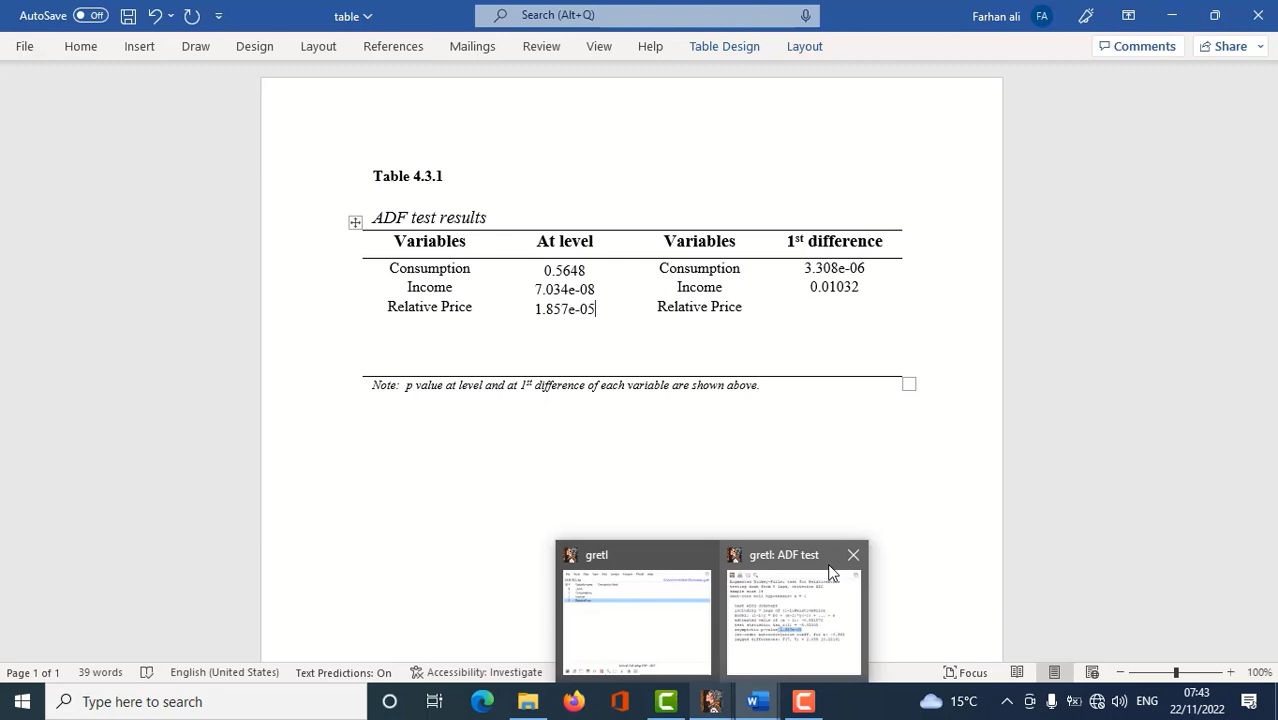 AutoSave Off table Search (Alt+Q) Farhan ali FA
File Home Insert Draw Design Layout References Mailings Review View Help Table Design Layout Comments Share
Table 4.3.1
ADF test results
Variables At level Variables 1st difference
Consumption 0.5648 Consumption 3.308e-06
Income 7.034e-08 Income 0.01032
Relative Price 1.857e-05 Relative Price
Note: p value at level and at 1st difference of each variable are shown above.
gretl gretl: ADF test
Page 1 of 1 39 words English (United States) Text Predictions: On Accessibility: Investigate Focus 100%
Type here to search 15°C ENG 07:43
22/11/2022